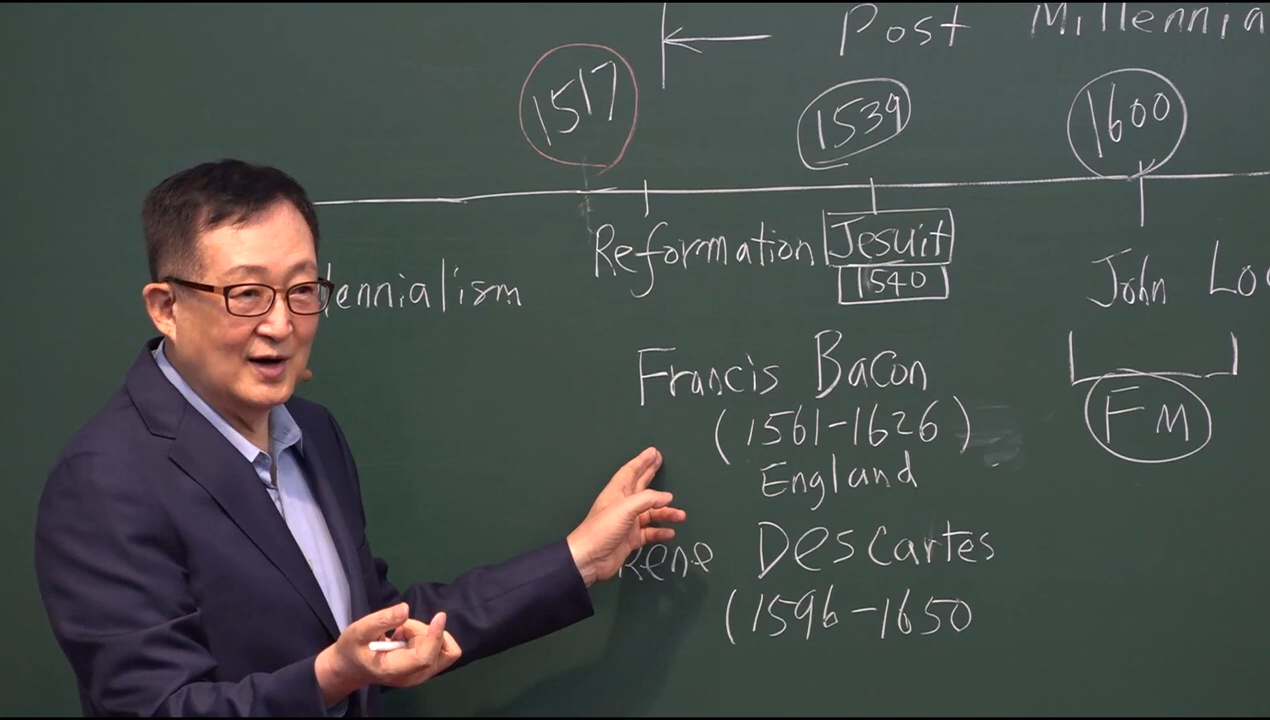 Post Millennia
1517 1539 1600
Reformation Jesuit John Lo
1540
ennialism
Francis Bacon
(1561-1626)
FM
England
Rene Descartes
(1596-1650